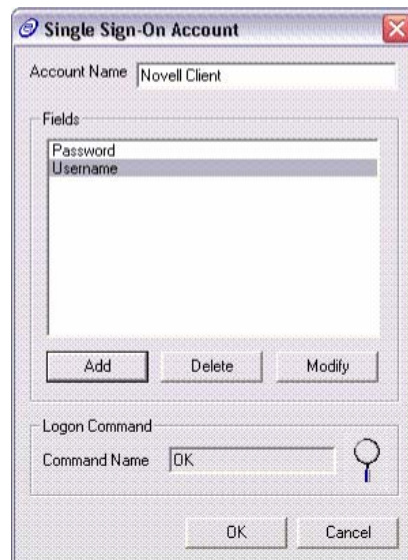 Single Sign-On Account
Account Name Novell Client
Fields
Password
Username
Add Delete Modify
Logon Command
Command Name OK
OK Cancel